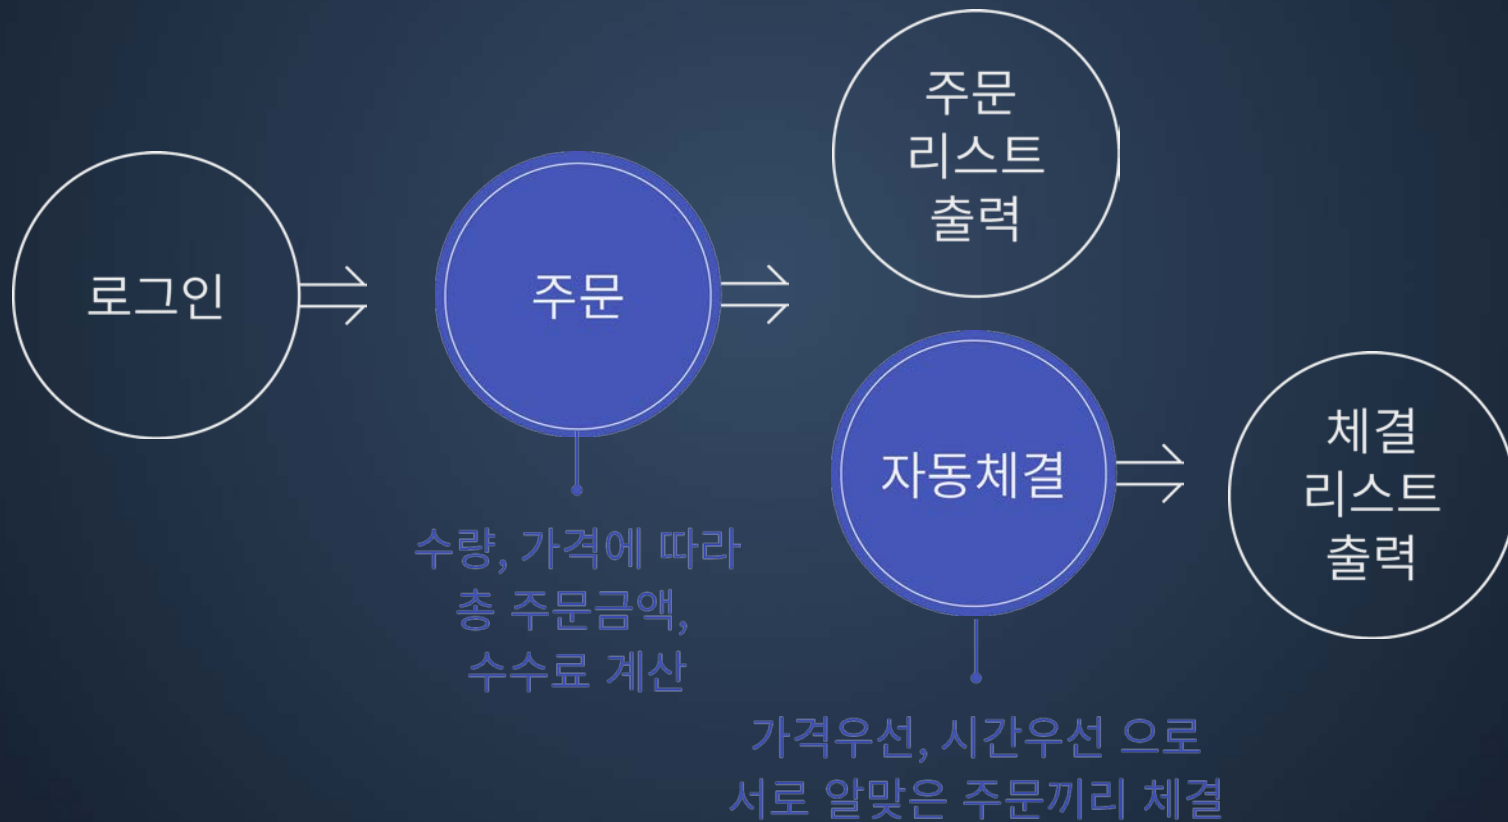 로그인
주문
수량, 가격에 따라
총 주문금액,
수수료 계산
주문
리스트
출력
자동체결
가격우선, 시간우선 으로
서로 알맞은 주문끼리 체결
체결
리스트
출력